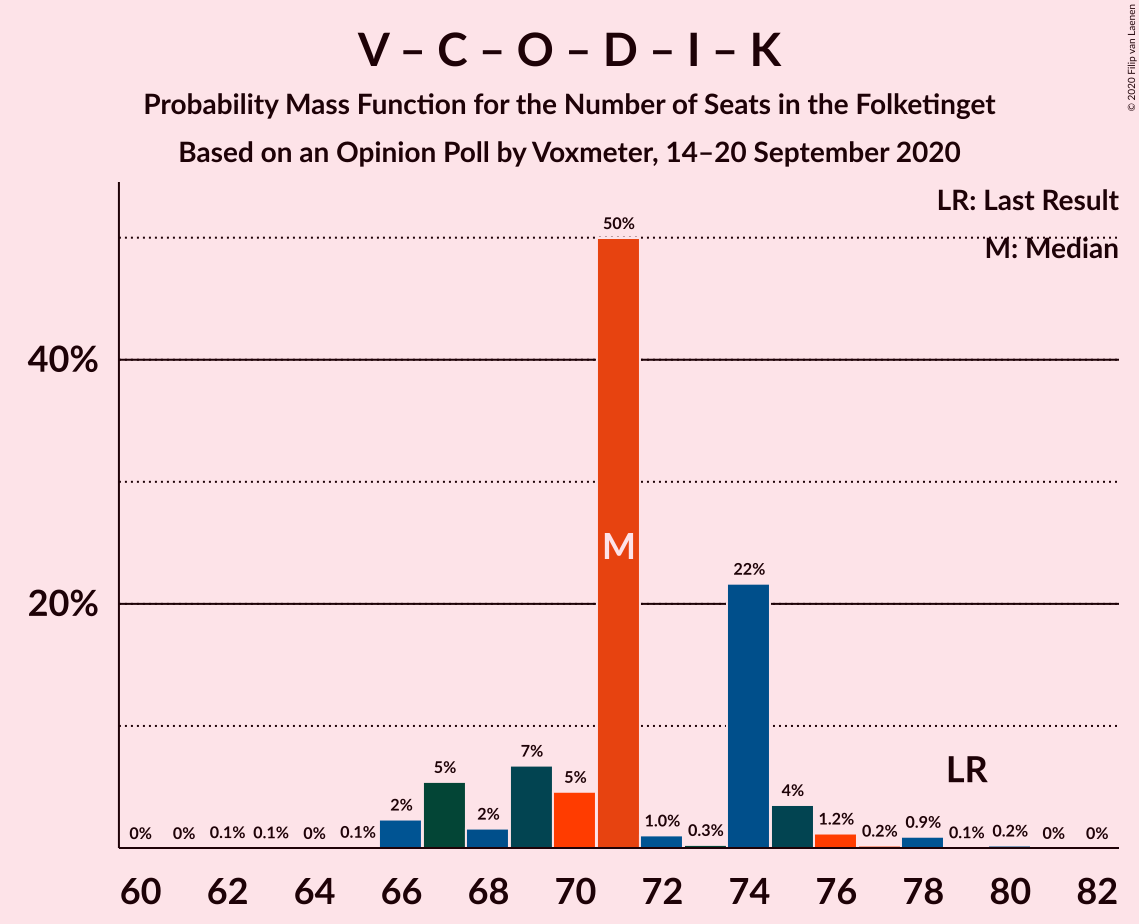 V – C – O – D – I – K
Probability Mass Function for the Number of Seats in the Folketinget
Based on an Opinion Poll by Voxmeter, 14–20 September 2020
© 2020 Filip van Laenen
LR: Last Result
M: Median
50%
40%
M
22%
20%
7%
5%
5%
4%
LR
2%
2%
0% 0% 0.1% 0.1% 0% 0.1% 1.0% 0.3% 1.2% 0.2% 0.9% 0.1% 0.2% 0% 0%
60 62 64 66 68 70 72 74 76 78 80 82